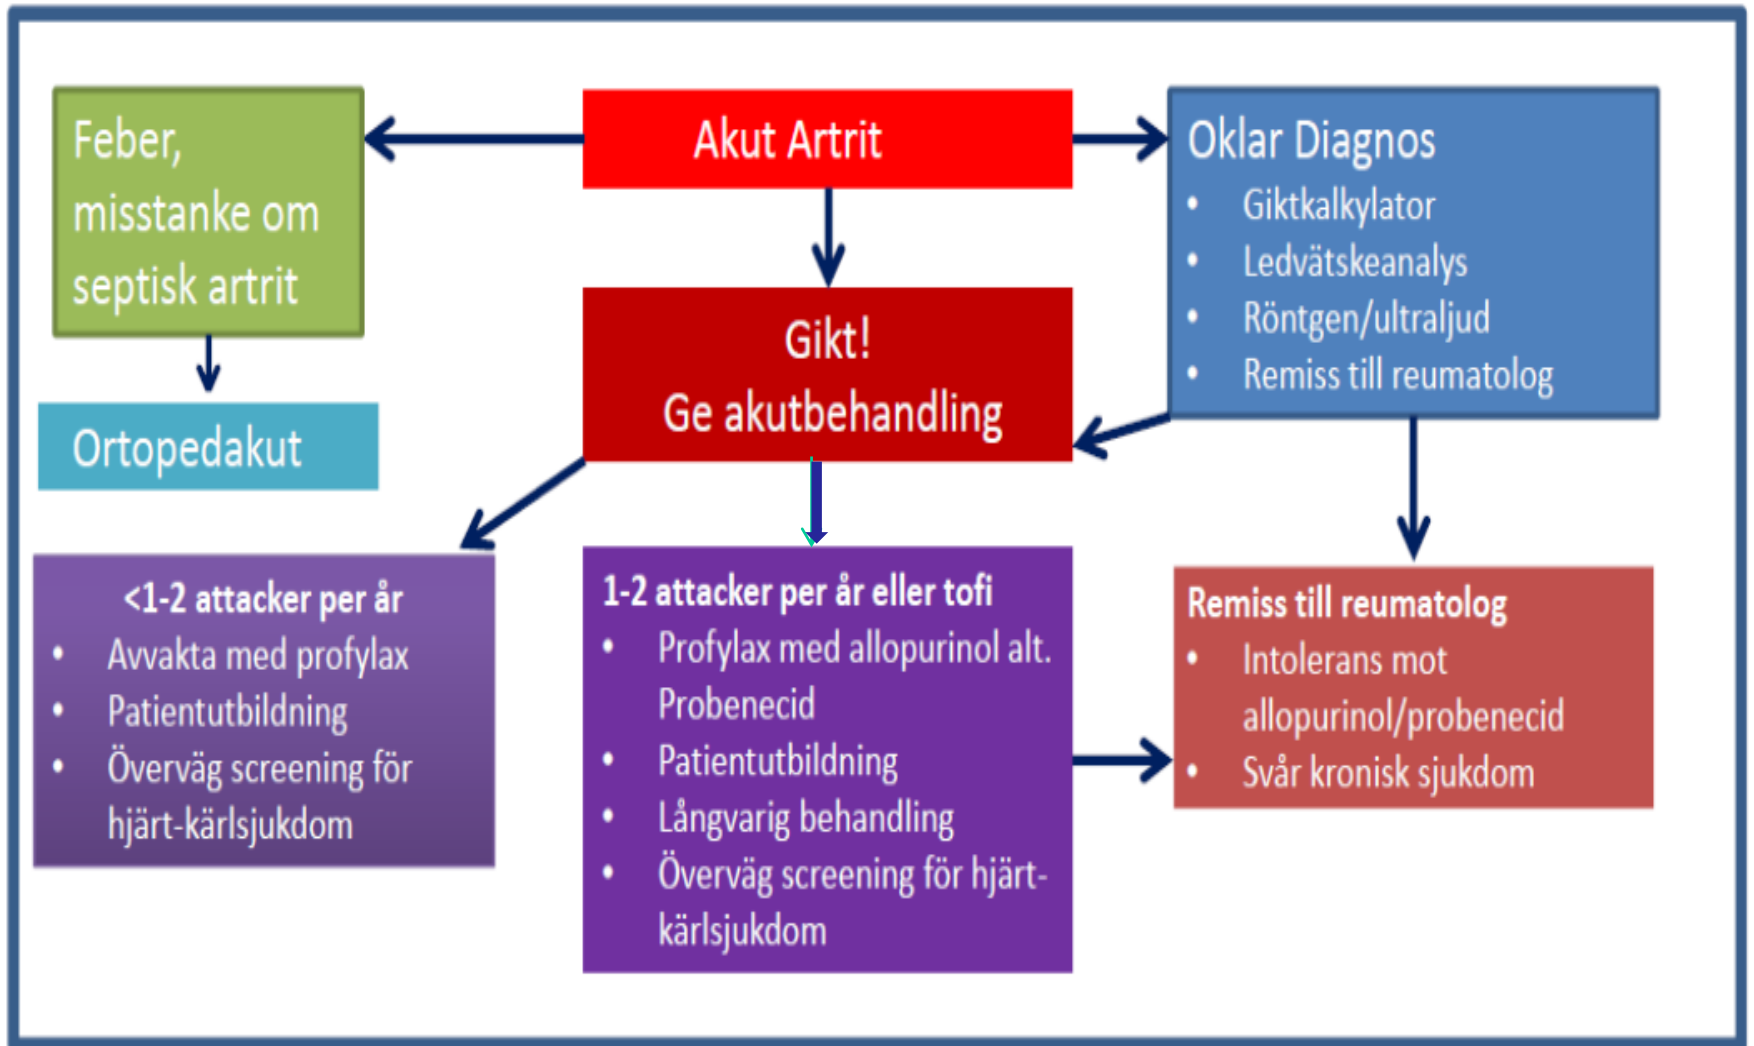 Feber,
misstanke om
septisk artrit
Ortopedakut
Akut Artrit
Gikt!
Ge akutbehandling
Oklar Diagnos
• Giktkalkylator
• Ledvätskeanalys
• Röntgen/ultraljud
• Remiss till reumatolog
<1-2 attacker per år
• Avvakta med profylax
• Patientutbildning
• Överväg screening för
hjärt-kärlsjukdom
1-2 attacker per år eller tofi
• Profylax med allopurinol alt.
Probenecid
• Patientutbildning
• Långvarig behandling
• Överväg screening för hjärt-
kärlsjukdom
Remiss till reumatolog
• Intolerans mot
allopurinol/probenecid
• Svår kronisk sjukdom